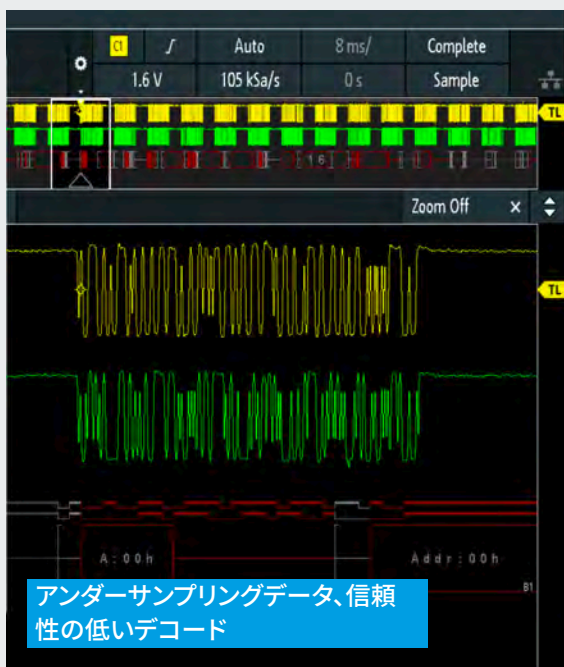 C1 Auto 8 ms/ Complete
1.6 V 105 kSa/s 0 s Sample
TL
Zoom Off ×
TL
A:00h Addr:00h
B1
アンダーサンプリングデータ、信頼
性の低いデコード